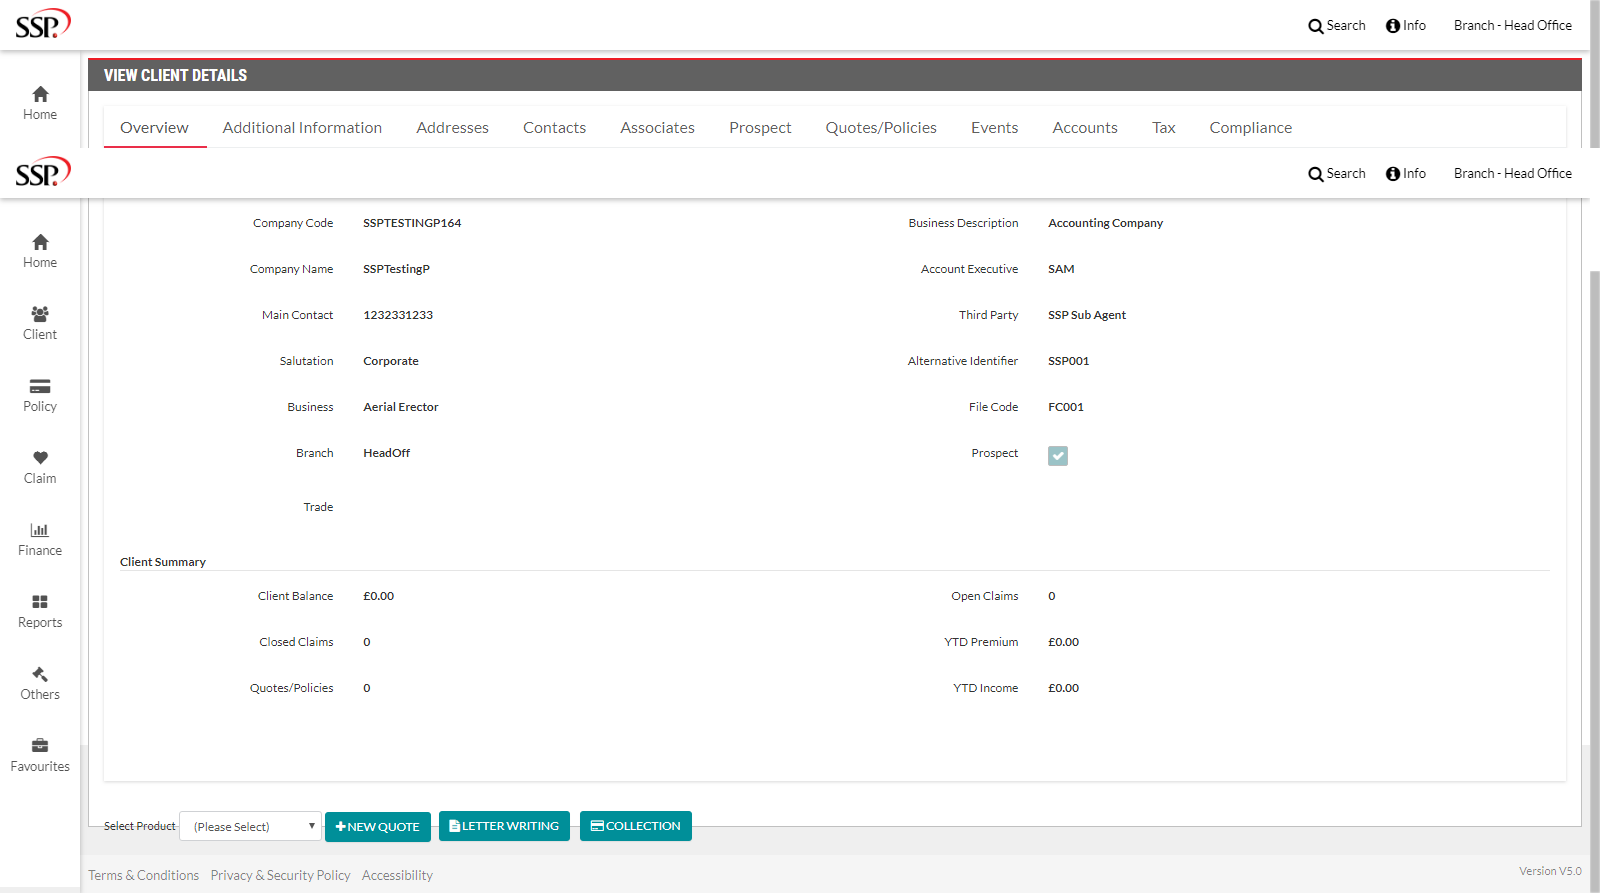 SSP.
Search Info Branch - Head Office
Home
VIEW CLIENT DETAILS
Overview Additional Information Addresses Contacts Associates Prospect Quotes/Policies Events Accounts Tax Compliance
SSP.
Search Info Branch - Head Office
Home
Client
Policy
Claim
Finance
Reports
Others
Favourites
Company Code SSPTESTINGP164 Business Description Accounting Company
Company Name SSPTestingP Account Executive SAM
Main Contact 1232331233 Third Party SSP Sub Agent
Salutation Corporate Alternative Identifier SSP001
Business Aerial Erector File Code FC001
Branch HeadOff Prospect
Trade
Client Summary
Client Balance £0.00 Open Claims 0
Closed Claims 0 YTD Premium £0.00
Quotes/Policies 0 YTD Income £0.00
Select Product (Please Select) NEW QUOTE LETTER WRITING COLLECTION
Terms & Conditions Privacy & Security Policy Accessibility Version V5.0